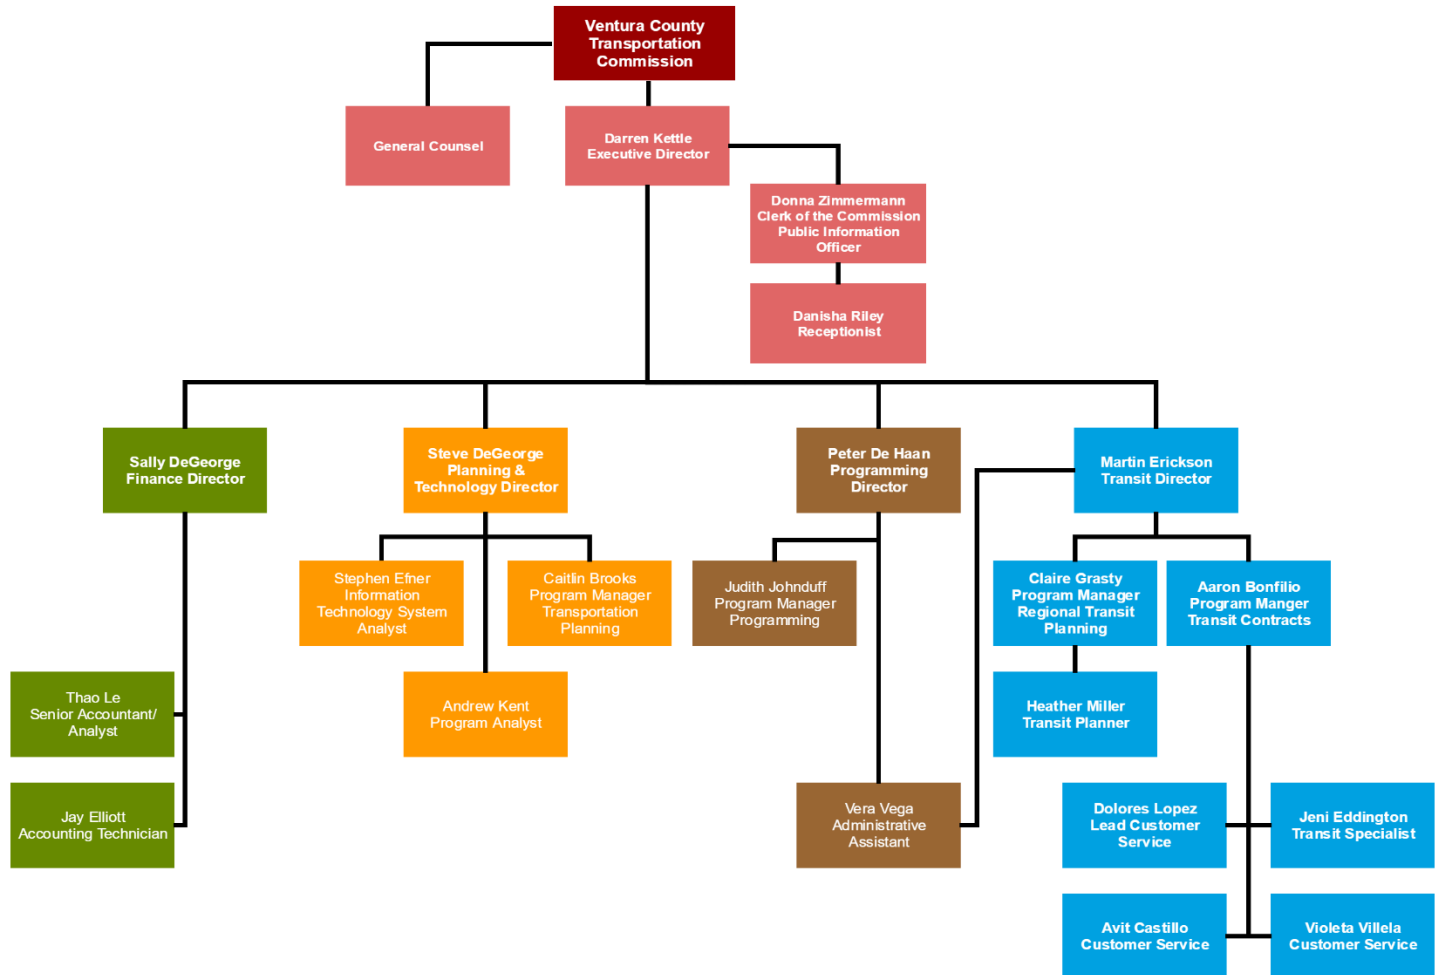 Ventura County
Transportation
Commission
General Counsel
Darren Kettle
Executive Director
Donna Zimmermann
Clerk of the Commission
Public Information
Officer
Danisha Riley
Receptionist
Sally DeGeorge
Finance Director
Steve DeGeorge
Planning &
Technology Director
Peter De Haan
Programming
Director
Martin Erickson
Transit Director
Stephen Efner
Information
Technology System
Analyst
Caitlin Brooks
Program Manager
Transportation
Planning
Judith Johnduff
Program Manager
Programming
Claire Grasty
Program Manager
Regional Transit
Planning
Aaron Bonfilio
Program Manger
Transit Contracts
Thao Le
Senior Accountant/
Analyst
Andrew Kent
Program Analyst
Heather Miller
Transit Planner
Jay Elliott
Accounting Technician
Vera Vega
Administrative
Assistant
Dolores Lopez
Lead Customer
Service
Jeni Eddington
Transit Specialist
Avit Castillo
Customer Service
Violeta Villela
Customer Service